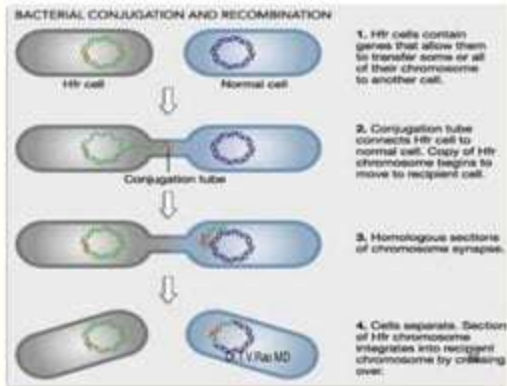 BACTERIAL CONJUGATION AND RECOMBINATION
Hfr cell
Normal cell
1. Hfr cells contain
genes that allow them
to transfer some or all
of their chromosome
to another cell.
Conjugation tube
2. Conjugation tube
connects Hfr cell to
normal cell. Copy of Hfr
chromosome begins to
move to recipient cell.
3. Homologous sections
of chromosome synapse.
Dr.T.V.Rao MD
4. Cells separate. Section
of Hfr chromosome
integrates into recipient
chromosome by crossing
over.